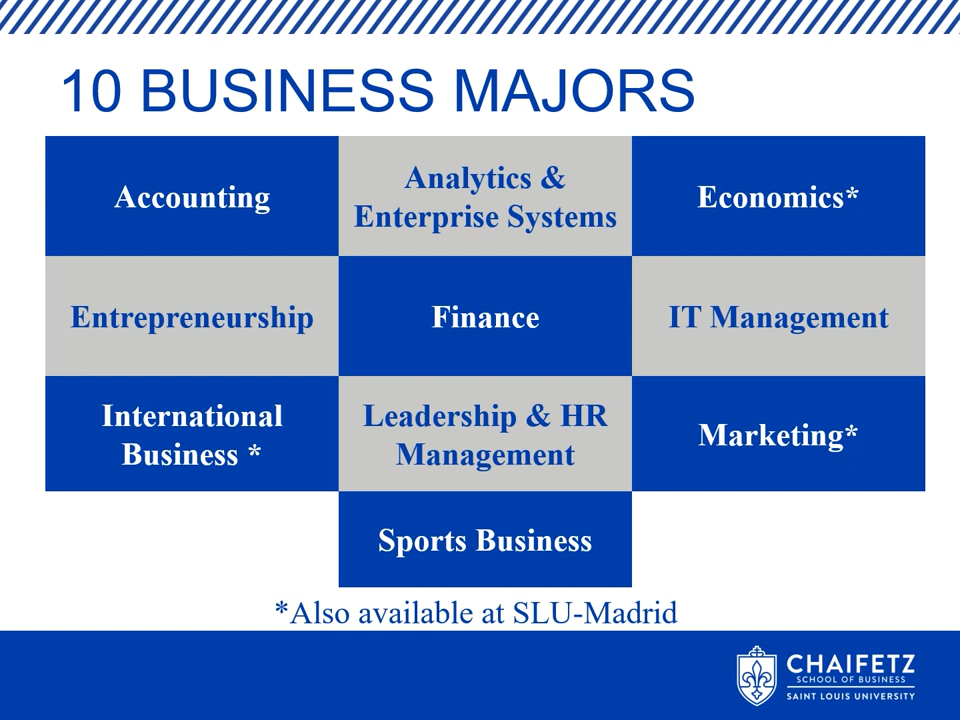 10 BUSINESS MAJORS
Accounting
Analytics &
Enterprise Systems
Economics*
Entrepreneurship
Finance
IT Management
International
Business *
Leadership & HR
Management
Marketing*
Sports Business
*Also available at SLU-Madrid
CHAIFETZ
SCHOOL OF BUSINESS
SAINT LOUIS UNIVERSITY